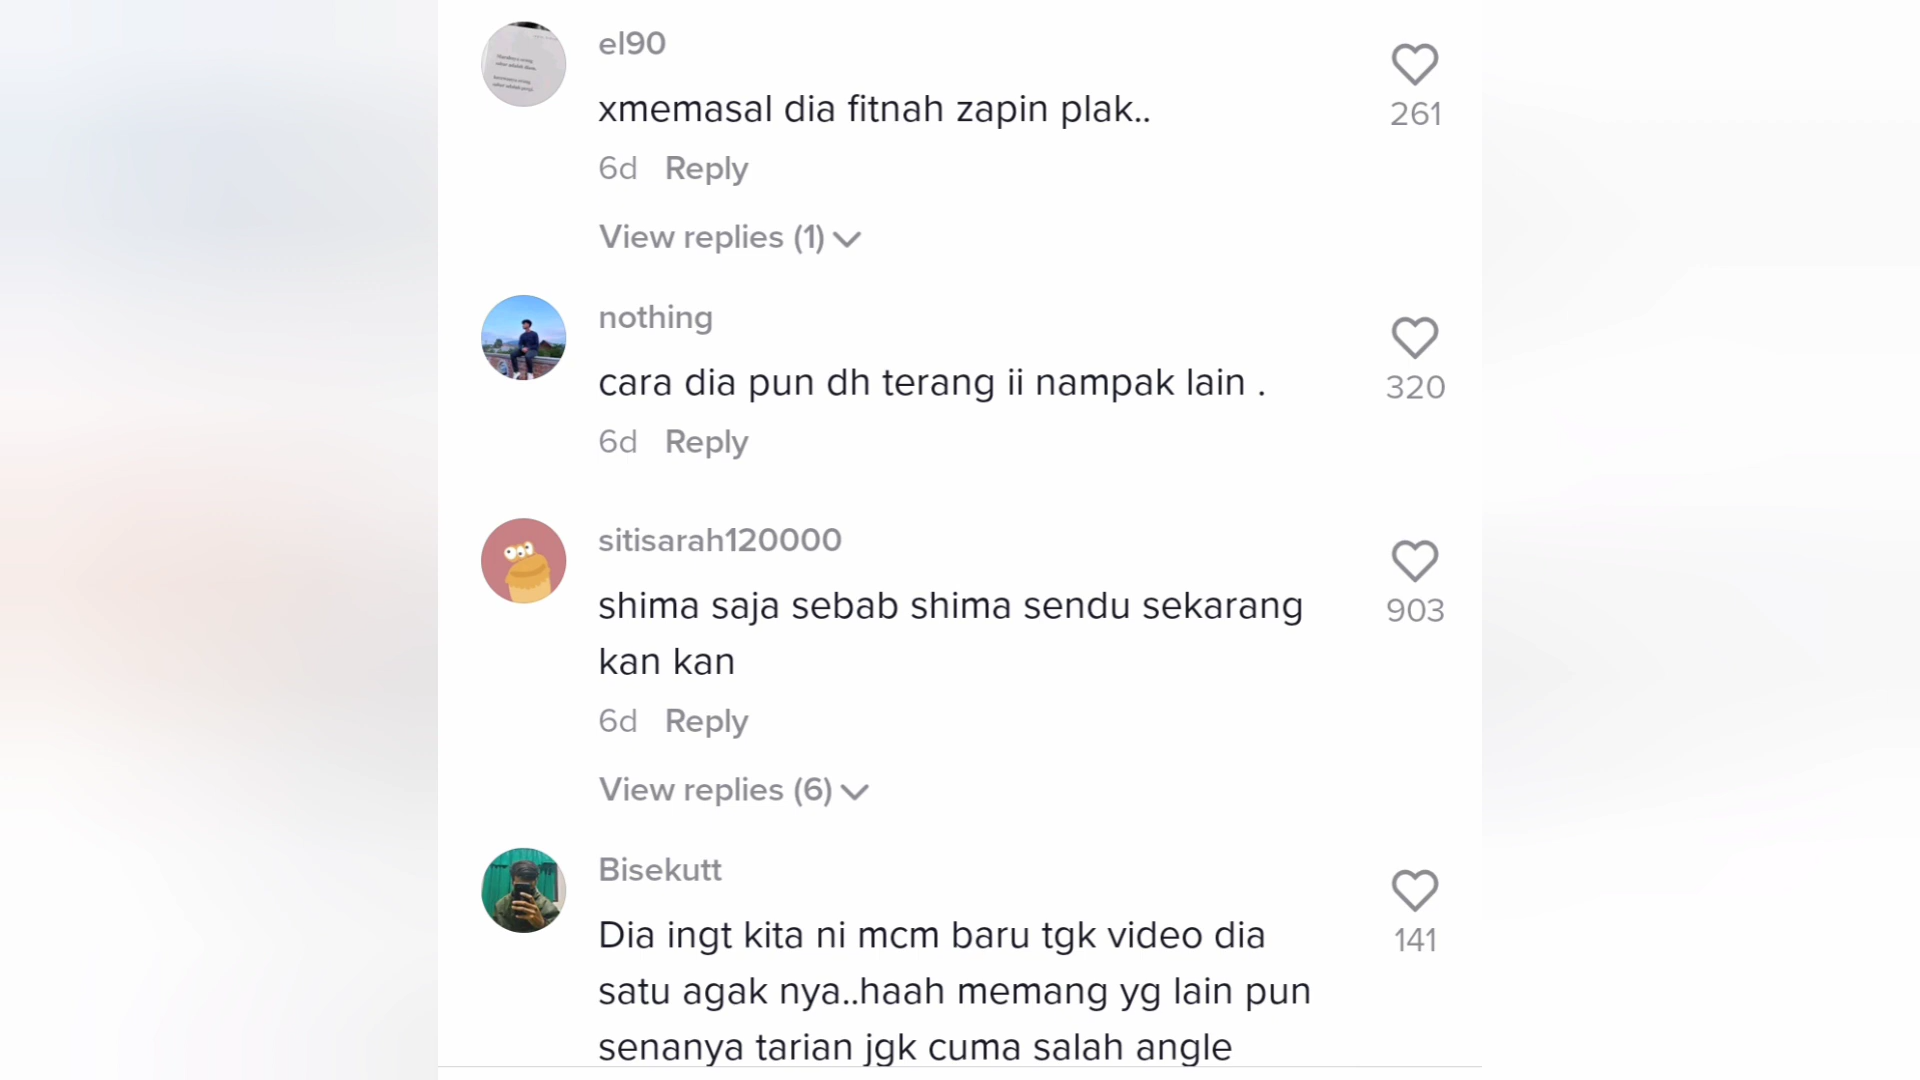 el90
xmemasal dia fitnah zapin plak..
261
6d Reply
View replies (1)
nothing
cara dia pun dh terang ii nampak lain .
320
6d Reply
sitisarah120000
shima saja sebab shima sendu sekarang
kan kan
903
6d Reply
View replies (6)
Bisekutt
Dia ingt kita ni mcm baru tgk video dia
satu agak nya..haah memang yg lain pun
senanya tarian jgk cuma salah angle
141